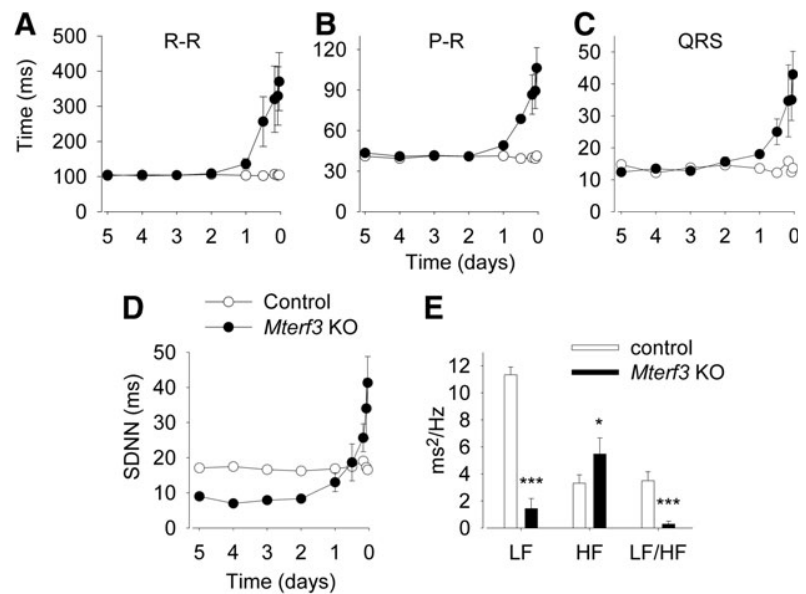 A
R-R
Time (ms)
500
400
300
200
100
0
5 4 3 2 1 0
B
P-R
120
90
60
30
0
5 4 3 2 1 0
Time (days)
C
QRS
50
40
30
20
10
0
5 4 3 2 1 0
D
Control
Mterf3 KO
SDNN (ms)
50
40
30
20
10
0
5 4 3 2 1 0
Time (days)
E
control
Mterf3 KO
ms²/Hz
12
10
8
6
4
2
0
***
*
***
LF HF LF/HF